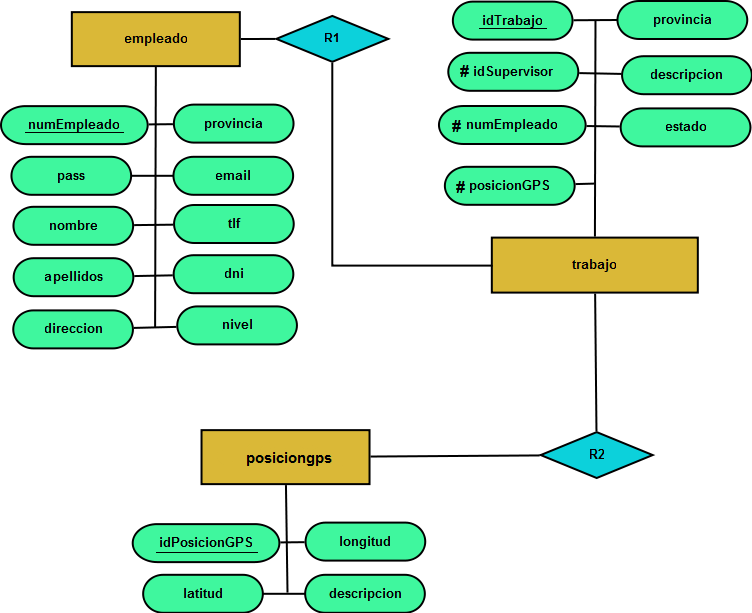 empleado
R1
idTrabajo
provincia
# idSupervisor
descripcion
# numEmpleado
estado
# posicionGPS
numEmpleado
provincia
pass
email
nombre
tlf
apellidos
dni
direccion
nivel
trabajo
posiciongps
R2
idPosicionGPS
longitud
latitud
descripcion